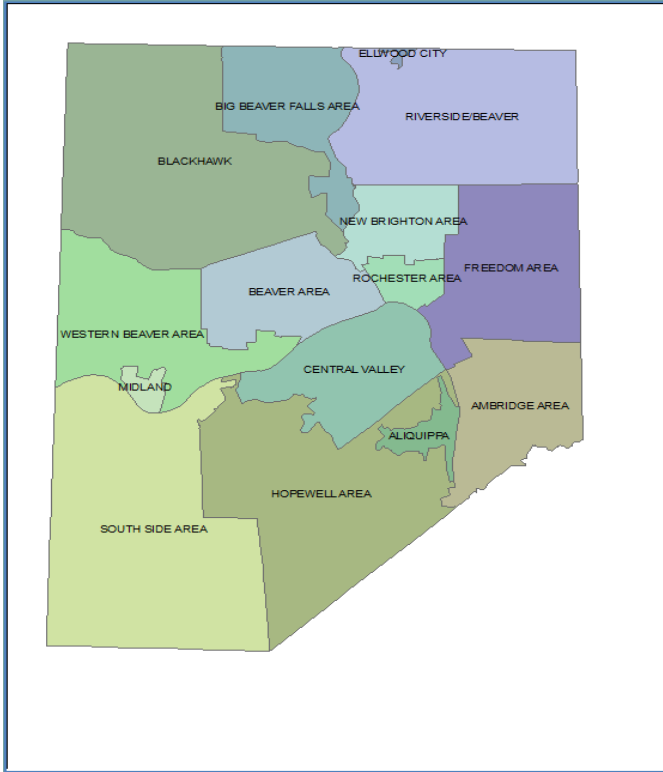 ELLWOOD CITY
BIG BEAVER FALLS AREA
RIVERSIDE/BEAVER
BLACKHAWK
NEW BRIGHTON AREA
FREEDOM AREA
ROCHESTER AREA
BEAVER AREA
WESTERN BEAVER AREA
CENTRAL VALLEY
MIDLAND
AMBRIDGE AREA
ALIQUIPPA
HOPEWELL AREA
SOUTH SIDE AREA